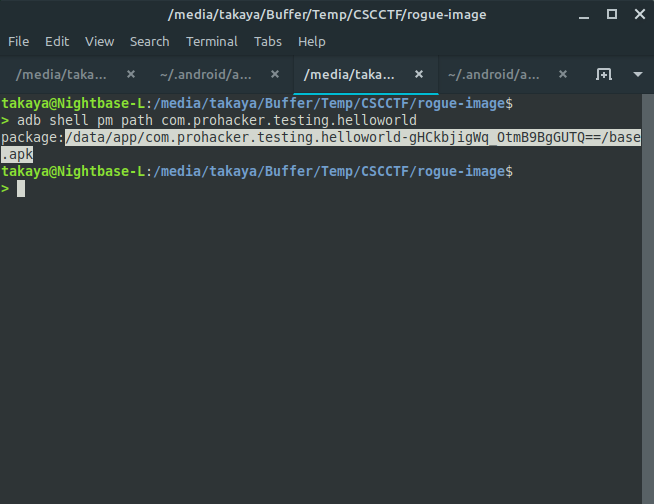 /media/takaya/Buffer/Temp/CSCCTF/rogue-image
File Edit View Search Terminal Tabs Help
/media/taka... × ~/.android/a... × /media/taka... × ~/.android/a... ×
takaya@Nightbase-L:/media/takaya/Buffer/Temp/CSCCTF/rogue-image$
> adb shell pm path com.prohacker.testing.helloworld
package:/data/app/com.prohacker.testing.helloworld-gHCkbjigWq_OtmB9BgGUTQ==/base
.apk
takaya@Nightbase-L:/media/takaya/Buffer/Temp/CSCCTF/rogue-image$
>